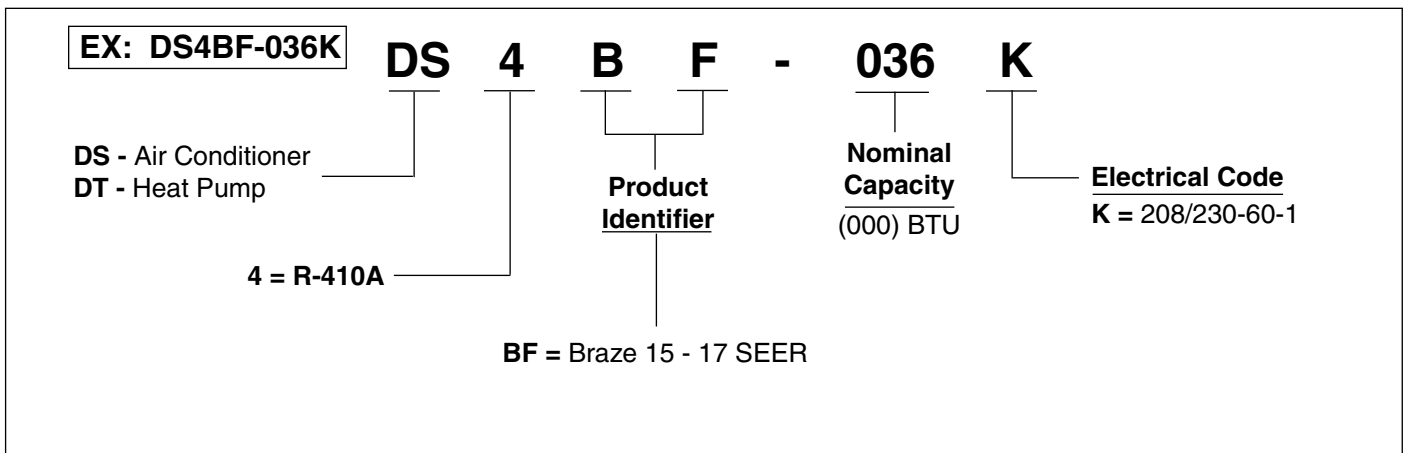 EX: DS4BF-036K
DS 4 B F - 036 K
DS - Air Conditioner
DT - Heat Pump
4 = R-410A
Product
Identifier
BF = Braze 15 - 17 SEER
Nominal
Capacity
(000) BTU
Electrical Code
K = 208/230-60-1